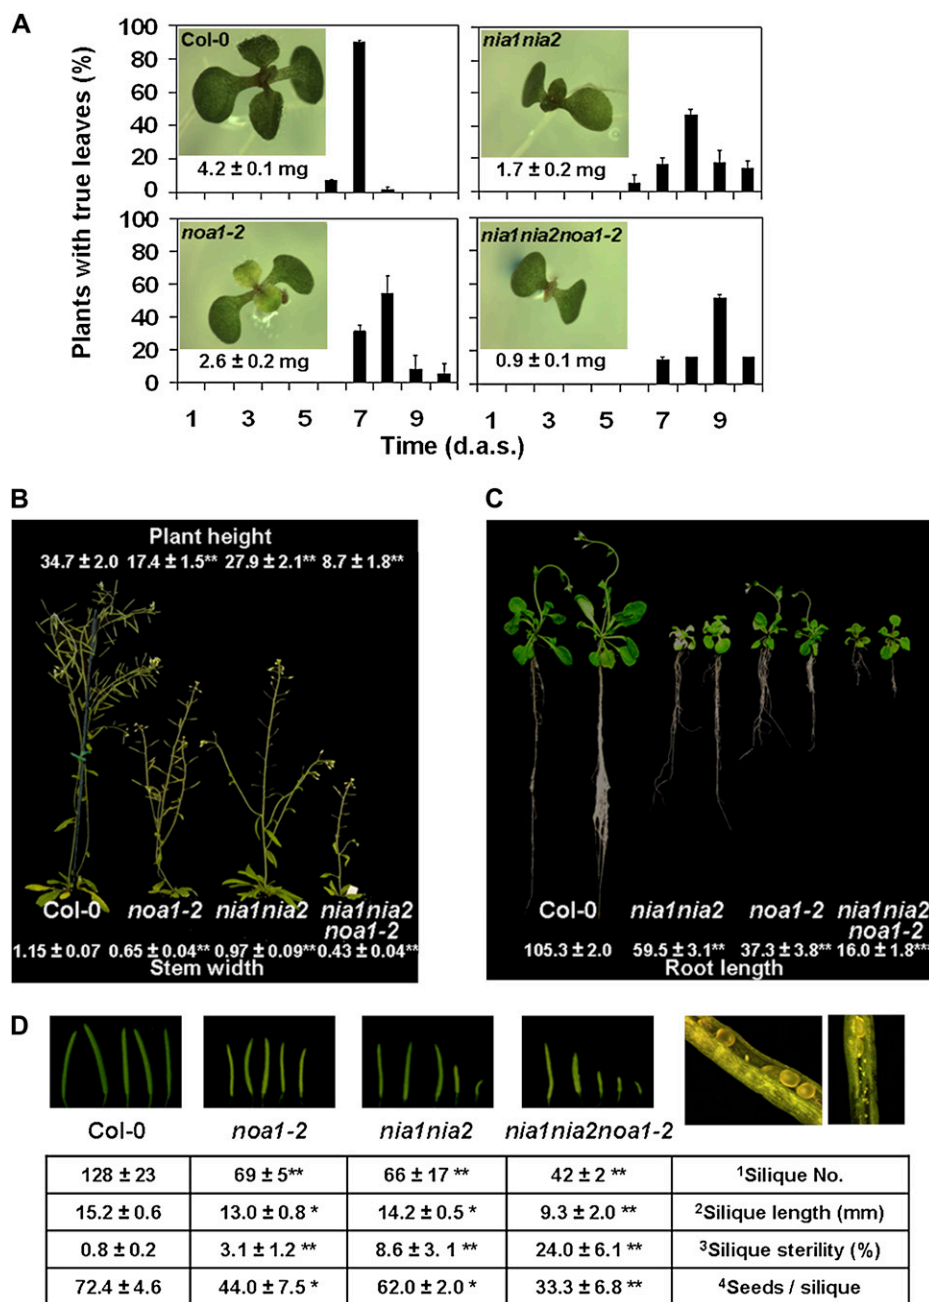 A
Plants with true leaves (%)
100
80
60
40
20
0
Col-0
4.2 ± 0.1 mg
nia1nia2
1.7 ± 0.2 mg
100
80
60
40
20
0
noa1-2
2.6 ± 0.2 mg
nia1nia2noa1-2
0.9 ± 0.1 mg
1 3 5 7 9 1 3 5 7 9
Time (d.a.s.)
B
Plant height
34.7 ± 2.0 17.4 ± 1.5** 27.9 ± 2.1** 8.7 ± 1.8**
Col-0 noa1-2 nia1nia2 nia1nia2
noa1-2
1.15 ± 0.07 0.65 ± 0.04** 0.97 ± 0.09** 0.43 ± 0.04**
Stem width
C
Col-0 nia1nia2 noa1-2 nia1nia2
noa1-2
105.3 ± 2.0 59.5 ± 3.1** 37.3 ± 3.8** 16.0 ± 1.8***
Root length
D
Col-0 noa1-2 nia1nia2 nia1nia2noa1-2
128 ± 23 69 ± 5** 66 ± 17 ** 42 ± 2 ** ¹Silique No.
15.2 ± 0.6 13.0 ± 0.8 * 14.2 ± 0.5 * 9.3 ± 2.0 ** ²Silique length (mm)
0.8 ± 0.2 3.1 ± 1.2 ** 8.6 ± 3. 1 ** 24.0 ± 6.1 ** ³Silique sterility (%)
72.4 ± 4.6 44.0 ± 7.5 * 62.0 ± 2.0 * 33.3 ± 6.8 ** ⁴Seeds / silique